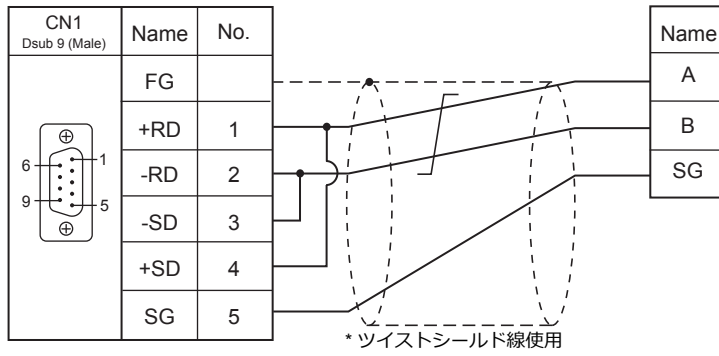 CN1
Dsub 9 (Male)
Name
No.
Name
FG
A
+RD
1
B
-RD
2
SG
-SD
3
+SD
4
SG
5
6
1
9
5
* ツイストシールド線使用